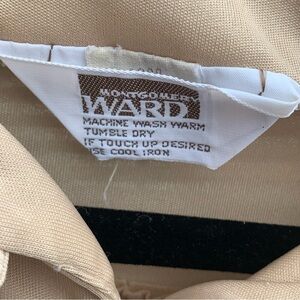 MONTGOMERY
WARD
MACHINE WASH WARM
TUMBLE DRY
IF TOUCH UP DESIRED
USE COOL IRON